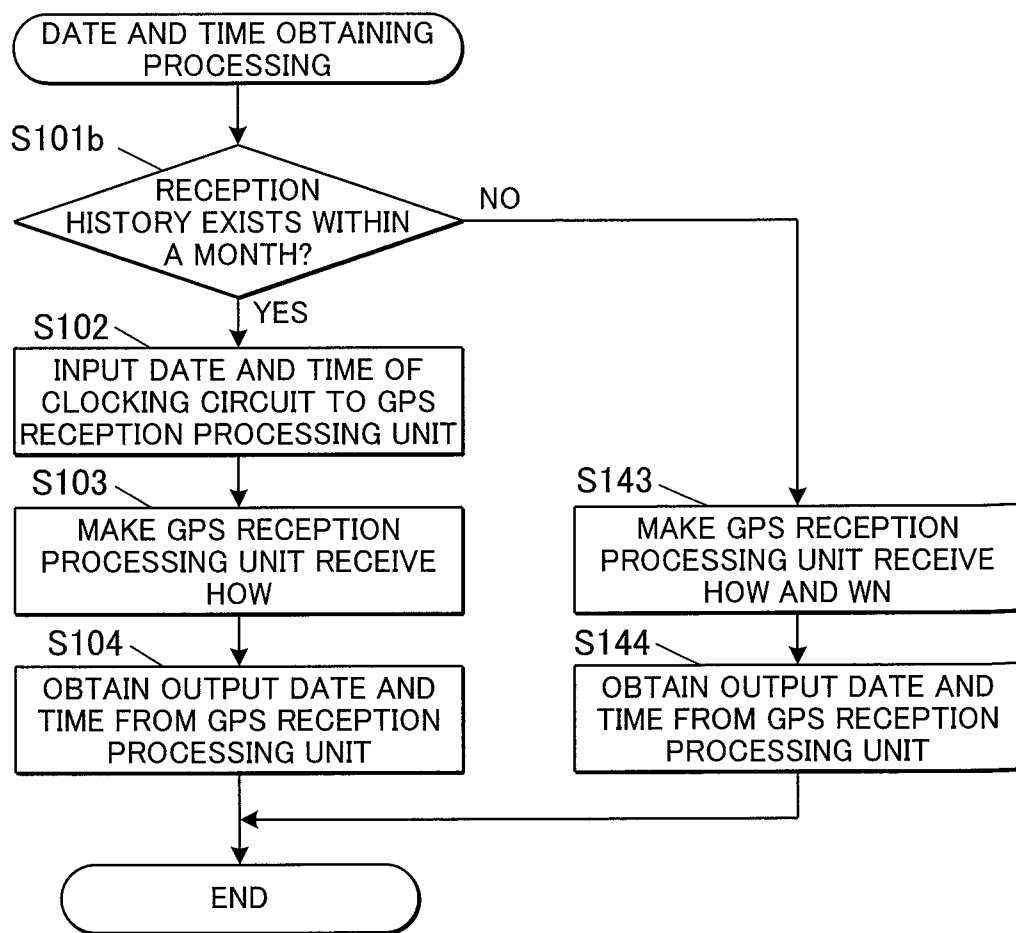 DATE AND TIME OBTAINING
PROCESSING
S101b
RECEPTION
HISTORY EXISTS WITHIN
A MONTH?
NO
YES
S102
INPUT DATE AND TIME OF
CLOCKING CIRCUIT TO GPS
RECEPTION PROCESSING UNIT
S103
MAKE GPS RECEPTION
PROCESSING UNIT RECEIVE
HOW
S104
OBTAIN OUTPUT DATE AND
TIME FROM GPS RECEPTION
PROCESSING UNIT
S143
MAKE GPS RECEPTION
PROCESSING UNIT RECEIVE
HOW AND WN
S144
OBTAIN OUTPUT DATE AND
TIME FROM GPS RECEPTION
PROCESSING UNIT
END